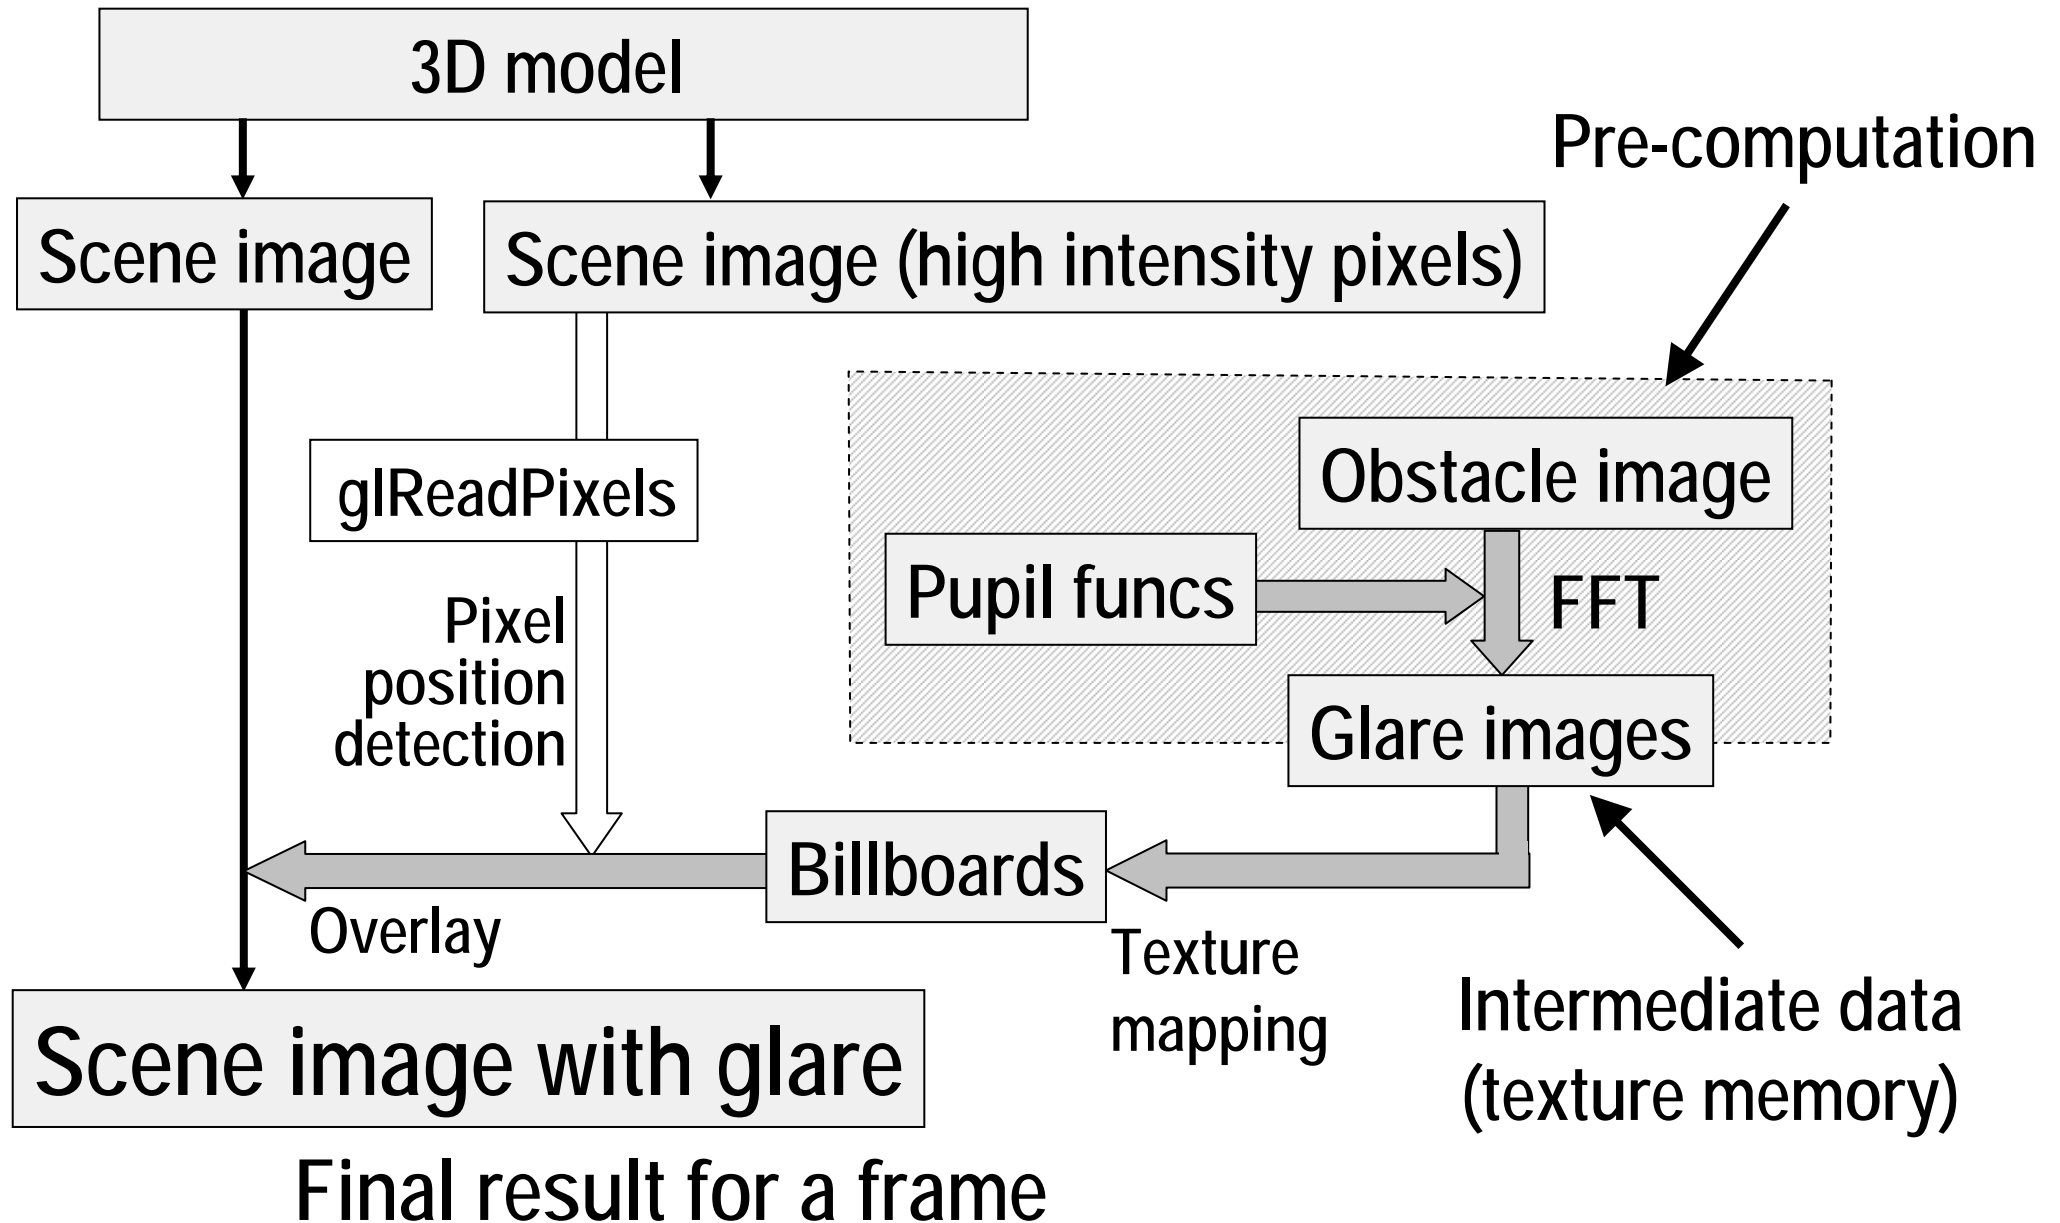 3D model
Pre-computation
Scene image
Scene image (high intensity pixels)
glReadPixels
Obstacle image
Pupil funcs
FFT
Pixel
position
detection
Glare images
Billboards
Overlay
Texture
mapping
Intermediate data
(texture memory)
Scene image with glare
Final result for a frame